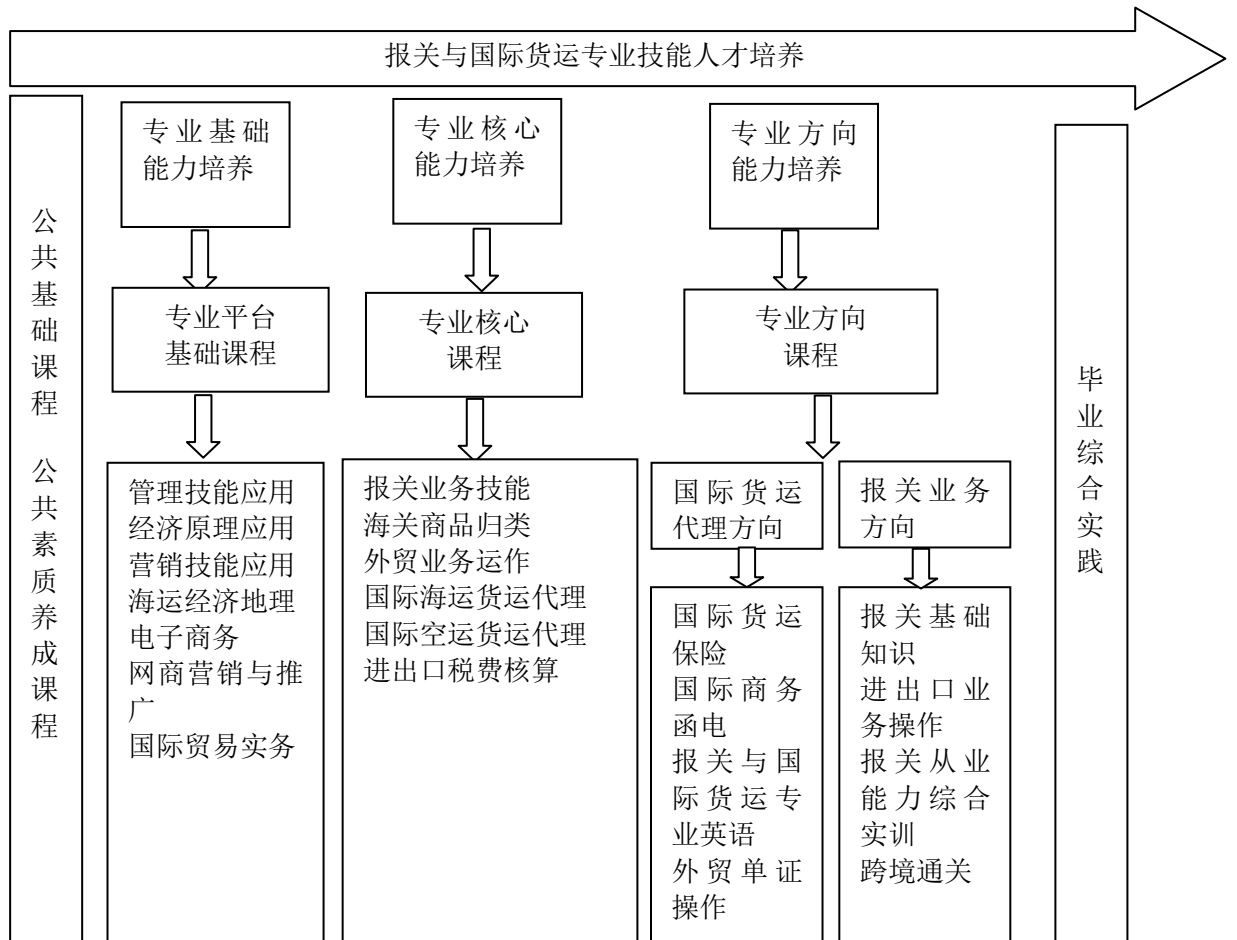 报关与国际货运专业技能人才培养
公共基础课程 公共素质养成课程
专业基础
能力培养
专业平台
基础课程
管理技能应用
经济原理应用
营销技能应用
海运经济地理
电子商务
网商营销与推
广
国际贸易实务
专业核心
能力培养
专业核心
课程
报关业务技能
海关商品归类
外贸业务运作
国际海运货运代理
国际空运货运代理
进出口税费核算
专业方向
能力培养
专业方向
课程
国际货运
代理方向
国际货运
保险
国际商务
函电
报关与国
际货运专
业英语
外贸单证
操作
报关业务
方向
报关基础
知识
进出口业
务操作
报关从业
能力综合
实训
跨境通关
毕业综合实践